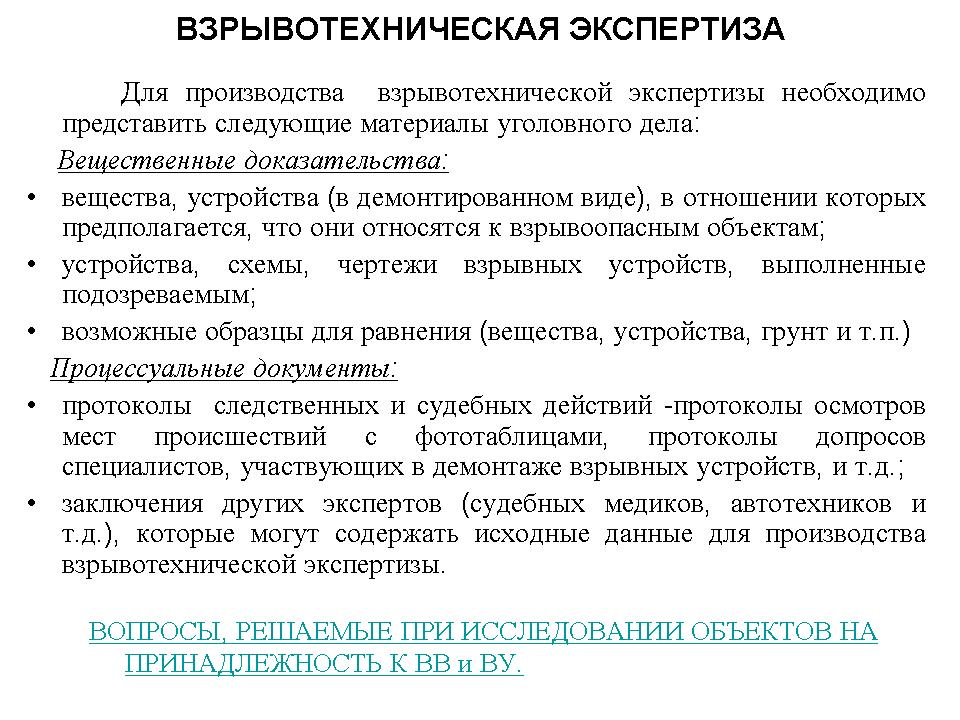 ВЗРЫВОТЕХНИЧЕСКАЯ ЭКСПЕРТИЗА
Для производства взрывотехнической экспертизы необходимо
представить следующие материалы уголовного дела:
Вещественные доказательства:
• вещества, устройства (в демонтированном виде), в отношении которых
предполагается, что они относятся к взрывоопасным объектам;
• устройства, схемы, чертежи взрывных устройств, выполненные
подозреваемым;
• возможные образцы для равнения (вещества, устройства, грунт и т.п.)
Процессуальные документы:
• протоколы следственных и судебных действий -протоколы осмотров
мест происшествий с фототаблицами, протоколы допросов
специалистов, участвующих в демонтаже взрывных устройств, и т.д.;
• заключения других экспертов (судебных медиков, автотехников и
т.д.), которые могут содержать исходные данные для производства
взрывотехнической экспертизы.
ВОПРОСЫ, РЕШАЕМЫЕ ПРИ ИССЛЕДОВАНИИ ОБЪЕКТОВ НА
ПРИНАДЛЕЖНОСТЬ К ВВ и ВУ.